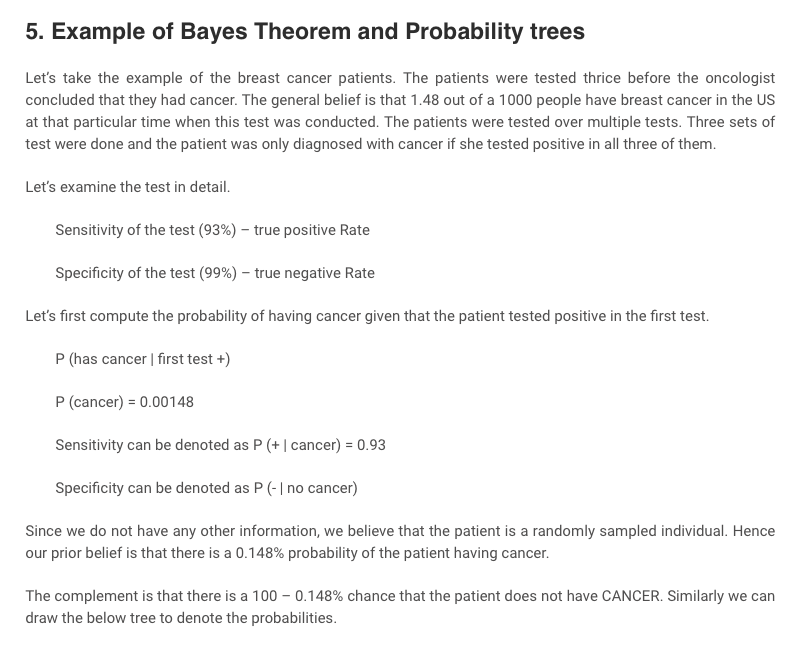 5. Example of Bayes Theorem and Probability trees
Let's take the example of the breast cancer patients. The patients were tested thrice before the oncologist
concluded that they had cancer. The general belief is that 1.48 out of a 1000 people have breast cancer in the US
at that particular time when this test was conducted. The patients were tested over multiple tests. Three sets of
test were done and the patient was only diagnosed with cancer if she tested positive in all three of them.
Let's examine the test in detail.
Sensitivity of the test (93%) – true positive Rate
Specificity of the test (99%) – true negative Rate
Let's first compute the probability of having cancer given that the patient tested positive in the first test.
P (has cancer | first test +)
P (cancer) = 0.00148
Sensitivity can be denoted as P (+ | cancer) = 0.93
Specificity can be denoted as P (- | no cancer)
Since we do not have any other information, we believe that the patient is a randomly sampled individual. Hence
our prior belief is that there is a 0.148% probability of the patient having cancer.
The complement is that there is a 100 – 0.148% chance that the patient does not have CANCER. Similarly we can
draw the below tree to denote the probabilities.